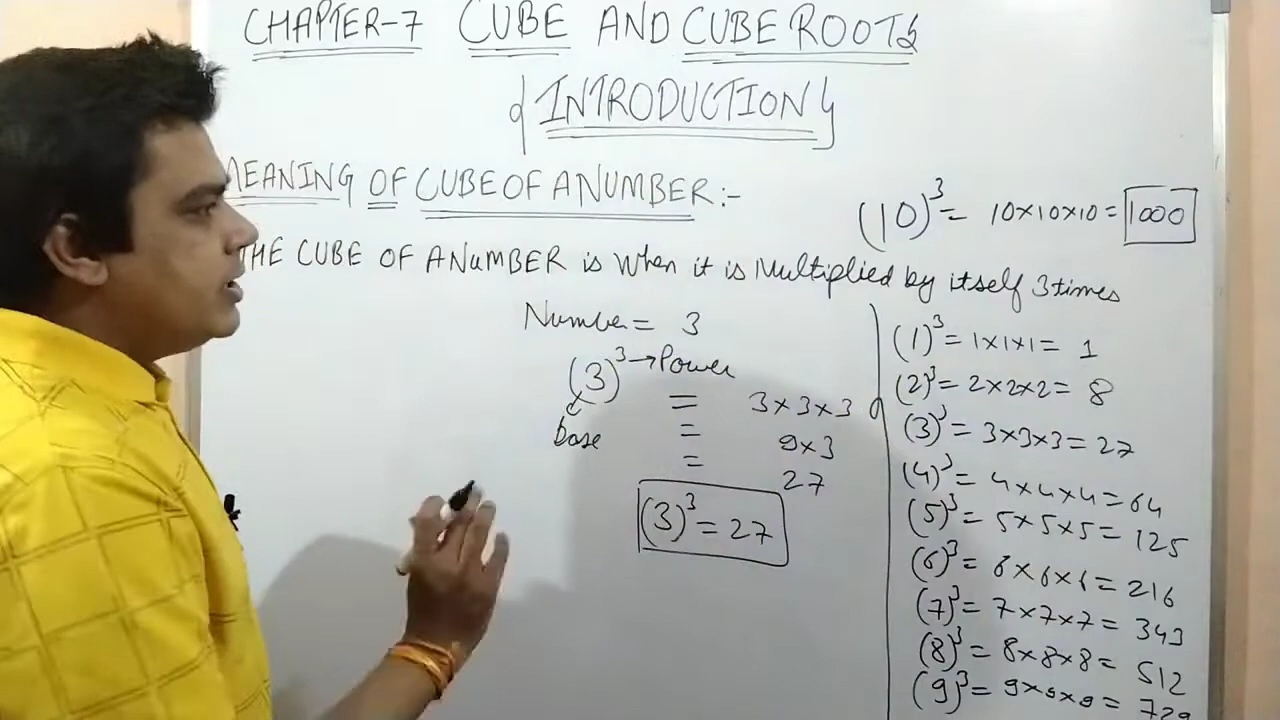 CHAPTER-7 CUBE AND CUBE ROOTS
{INTRODUCTION}
MEANING OF CUBE OF A NUMBER:-
(10)³= 10×10×10= 1000
THE CUBE OF A NUMBER is when it is Multiplied by itself 3 times
Number= 3
(3)³→Power
base
= 3×3×3
= 9×3
= 27
(3)³=27
(1)³= 1×1×1= 1
(2)³= 2×2×2= 8
(3)³= 3×3×3=27
(4)³= 4×4×4=64
(5)³= 5×5×5= 125
(6)³= 6×6×6=216
(7)³= 7×7×7= 343
(8)³= 8×8×8= 512
(9)³= 9×9×9= 729